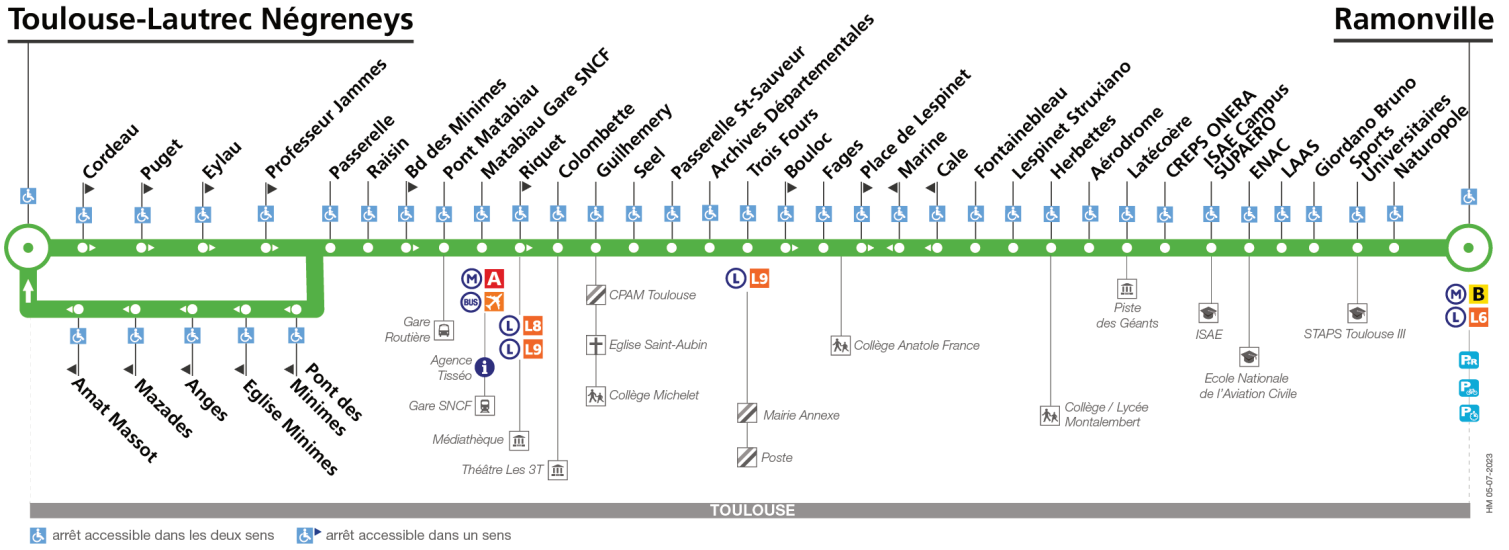 Toulouse-Lautrec Négreneys
Ramonville
Cordeau
Puget
Eylau
Professeur Jammes
Passerelle
Raisin
Bd des Minimes
Pont Matabiau
Matabiau Gare SNCF
Riquet
Colombette
Guilhemery
Seel
Passerelle St-Sauveur
Archives Départementales
Trois Fours
Bouloc
Fages
Place de Lespinet
Marine
Cale
Fontainebleau
Lespinet Struxiano
Herbettes
Aérodrome
Latécoère
CREPS ONERA
ISAE Campus
SUPAERO
ENAC
LAAS
Giordano Bruno
Sports
Universitaires
Naturopole
Amat Massot
Mazades
Anges
Eglise Minimes
Pont des
Minimes
Gare
Routière
M A
BUS
Agence
Tisséo
i
Gare SNCF
L L8
L L9
Médiathèque
Théâtre Les 3T
CPAM Toulouse
Eglise Saint-Aubin
Collège Michelet
L L9
Mairie Annexe
Poste
Collège Anatole France
Collège / Lycée
Montalembert
Piste
des Géants
ISAE
Ecole Nationale
de l'Aviation Civile
STAPS Toulouse III
M B
L L6
P+R
P
P
HM 05-07-2023
TOULOUSE
arrêt accessible dans les deux sens
arrêt accessible dans un sens